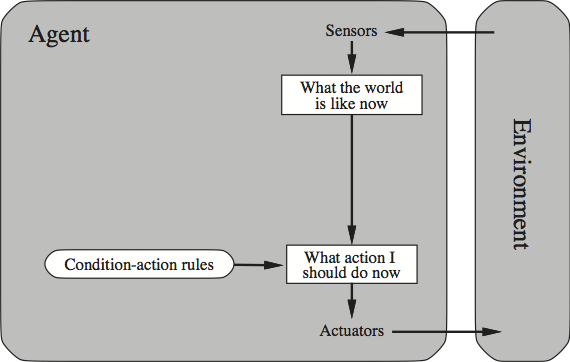 Agent
Sensors
What the world
is like now
Environment
Condition-action rules
What action I
should do now
Actuators